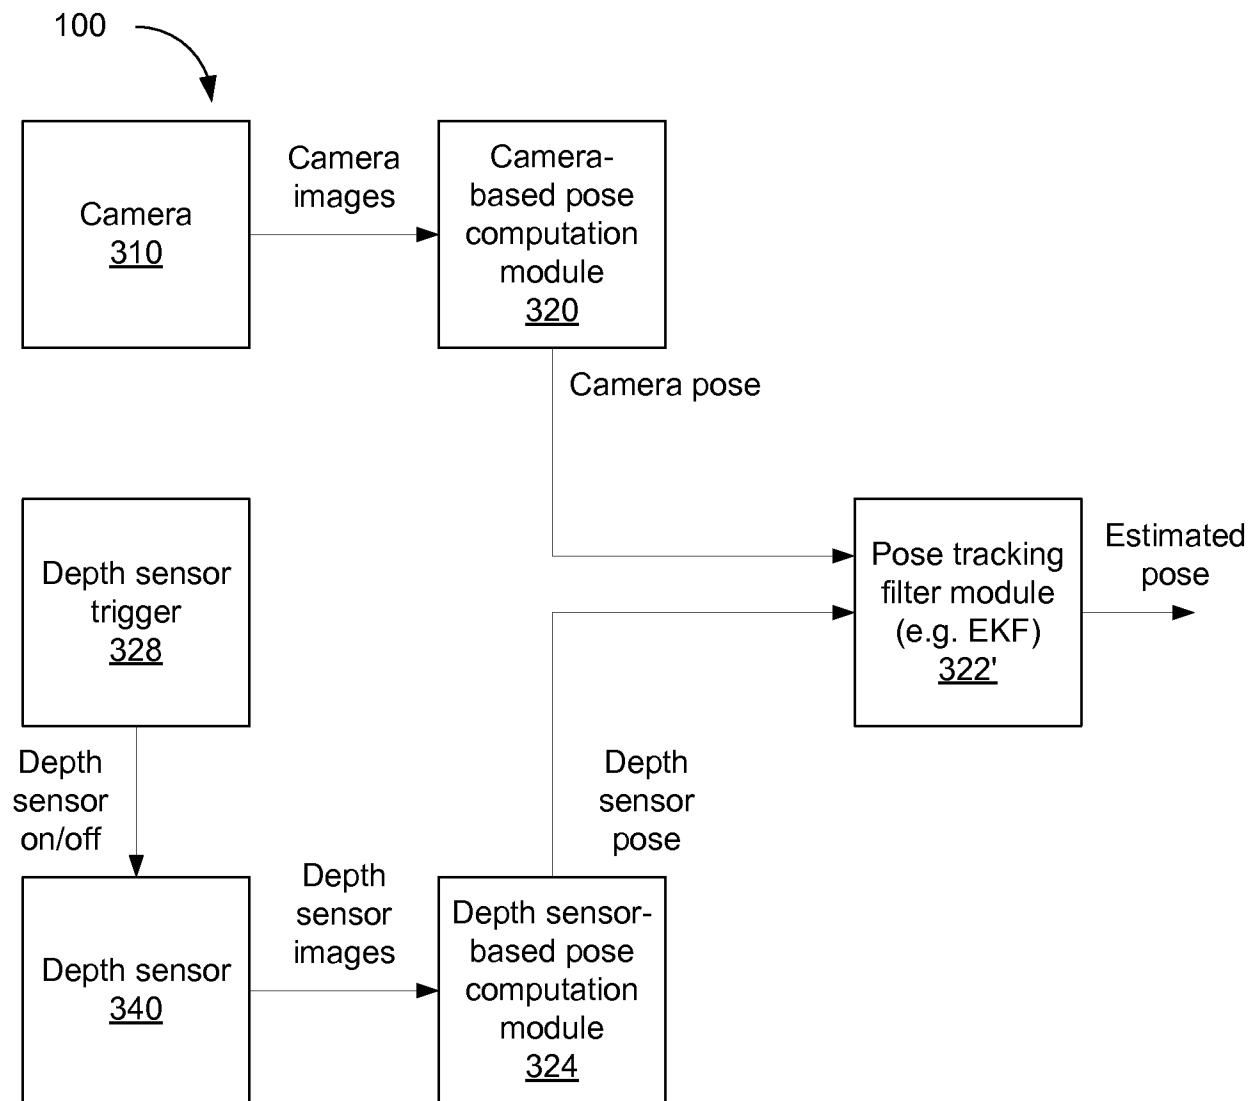 100
Camera
310
Camera
images
Camera-
based pose
computation
module
320
Camera pose
Depth sensor
trigger
328
Pose tracking
filter module
(e.g. EKF)
322'
Estimated
pose
Depth
sensor
on/off
Depth
sensor
pose
Depth sensor
340
Depth
sensor
images
Depth sensor-
based pose
computation
module
324